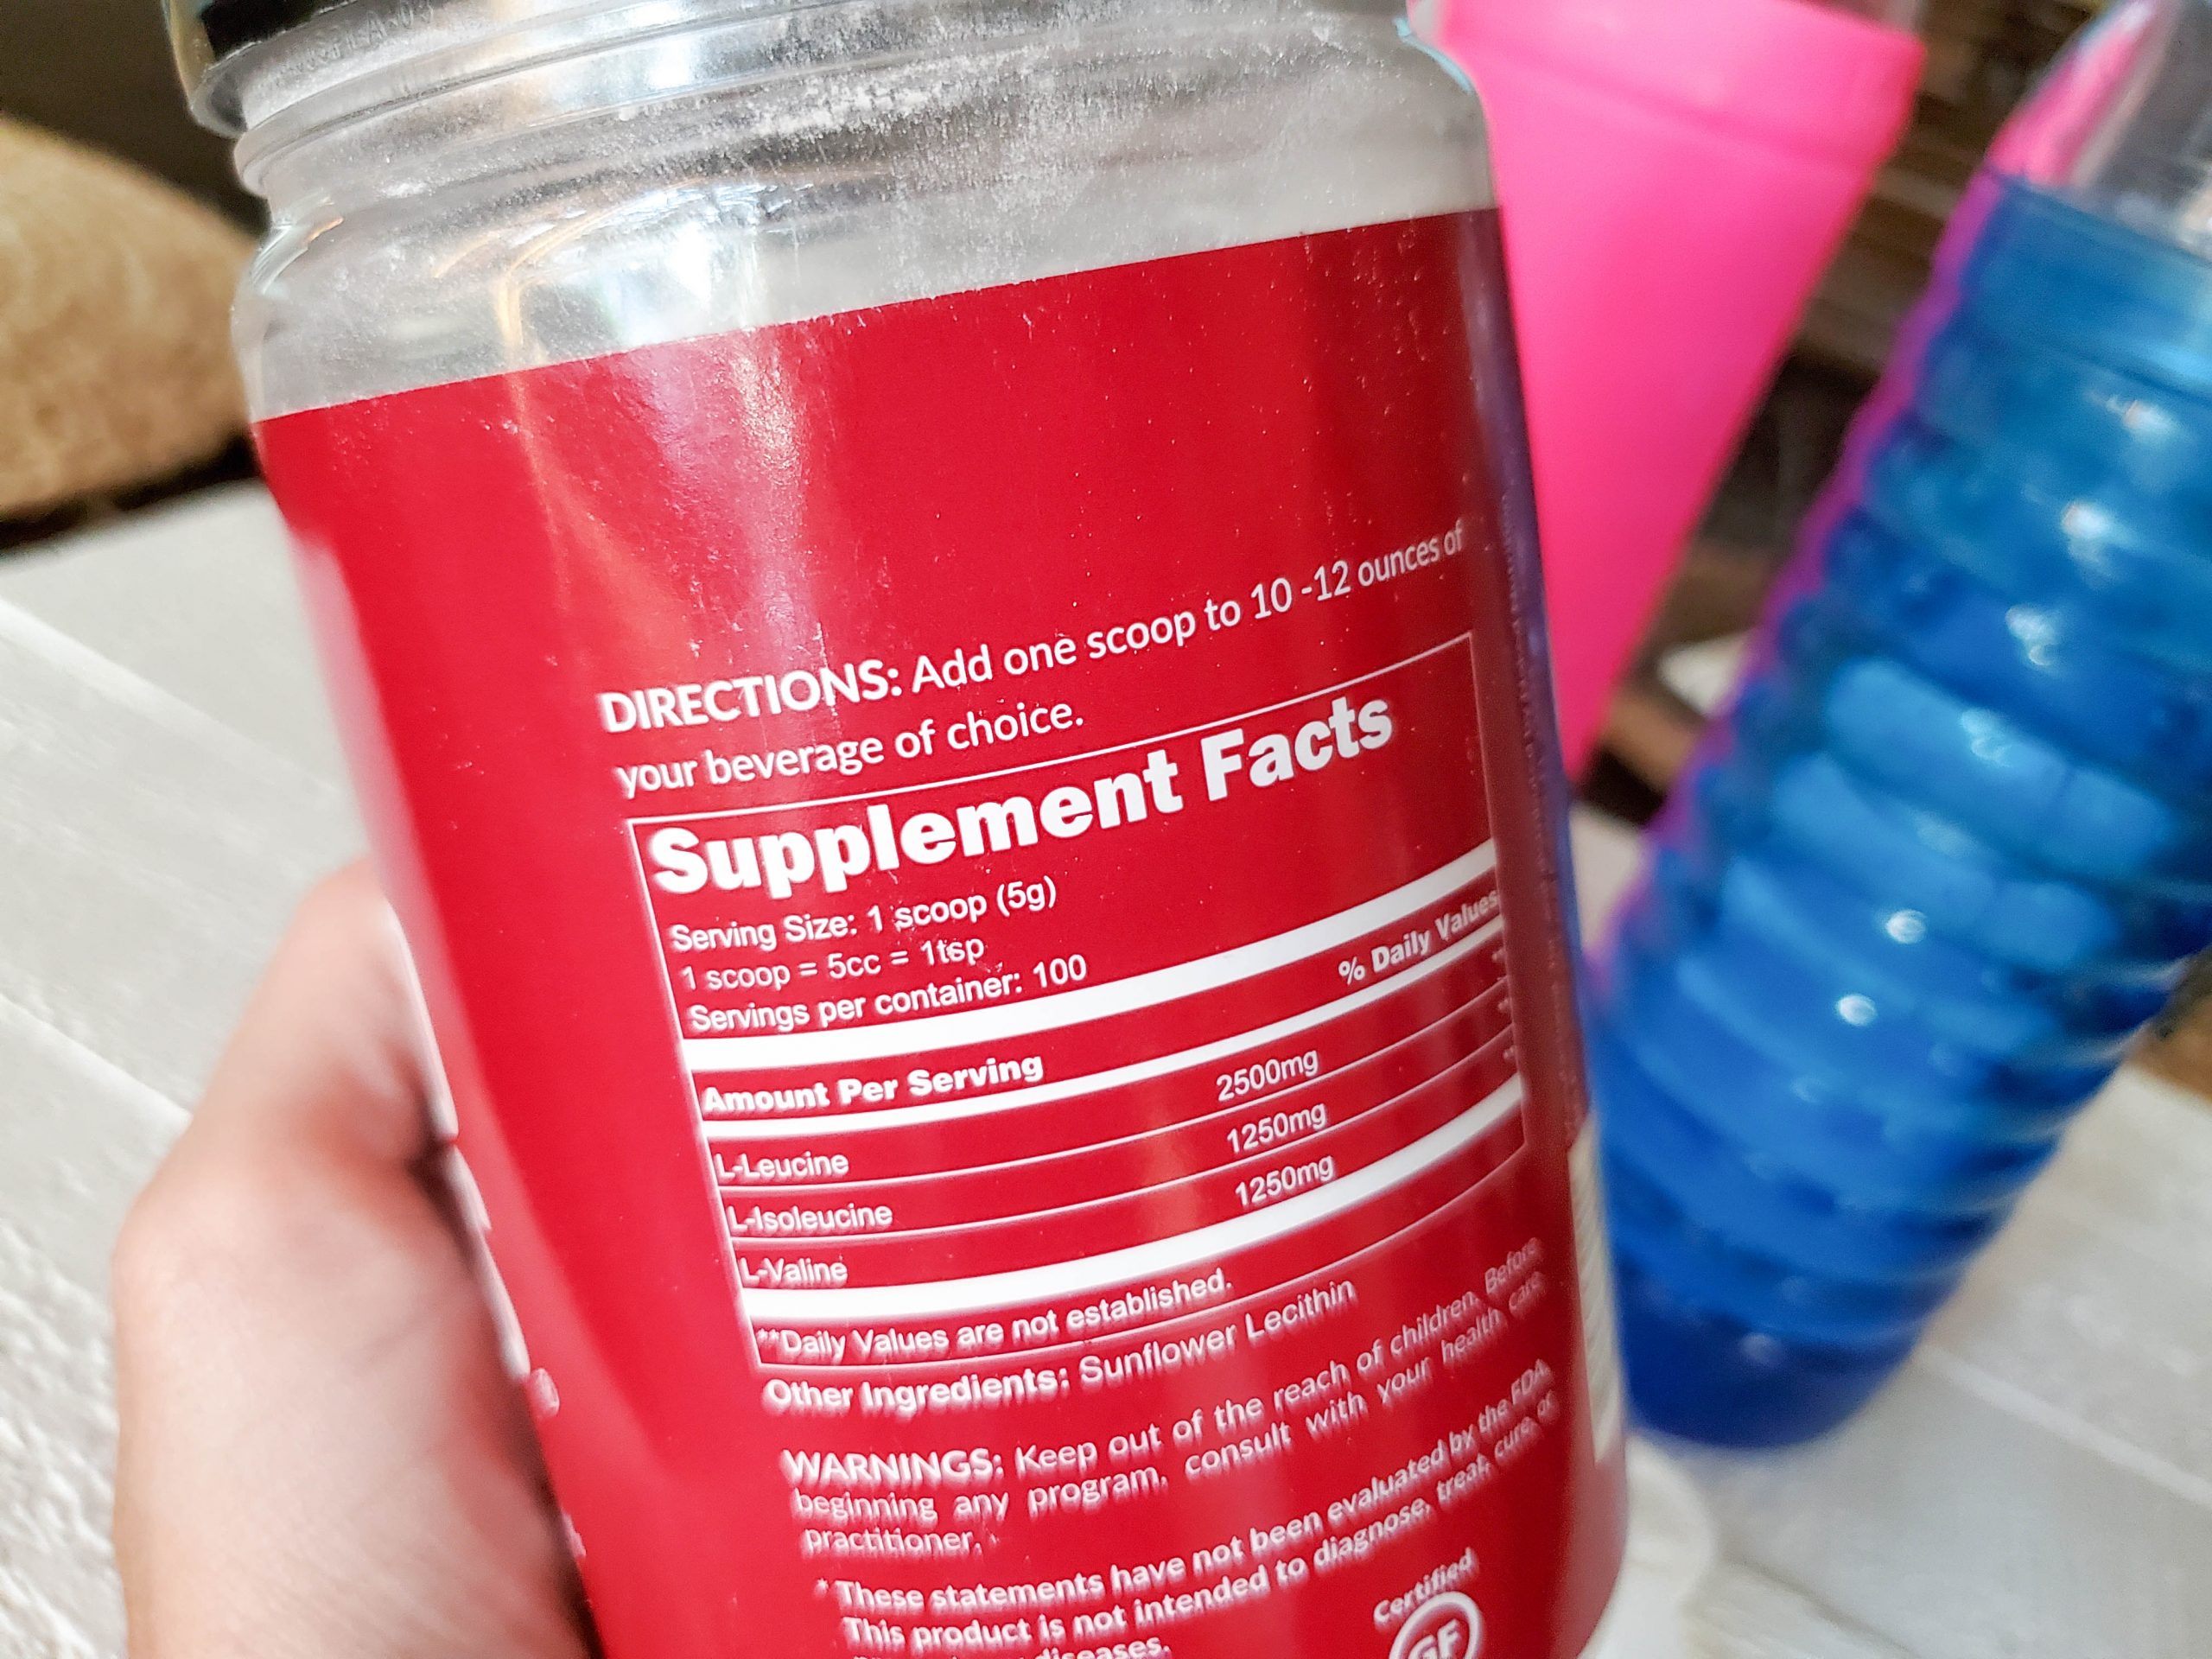 DIRECTIONS: Add one scoop to 10 -12 ounces of
your beverage of choice.
Supplement Facts
Serving Size: 1 scoop (5g)
1 scoop = 5cc = 1tsp
Servings per container: 100
% Daily Values
Amount Per Serving
L-Leucine 2500mg **
L-Isoleucine 1250mg **
L-Valine 1250mg **
**Daily Values are not established.
Other Ingredients: Sunflower Lecithin
WARNINGS: Keep out of the reach of children. Before
beginning any program, consult with your health care
practitioner.
* These statements have not been evaluated by the FDA.
This product is not intended to diagnose, treat, cure, or
diseases.
Certified
GF